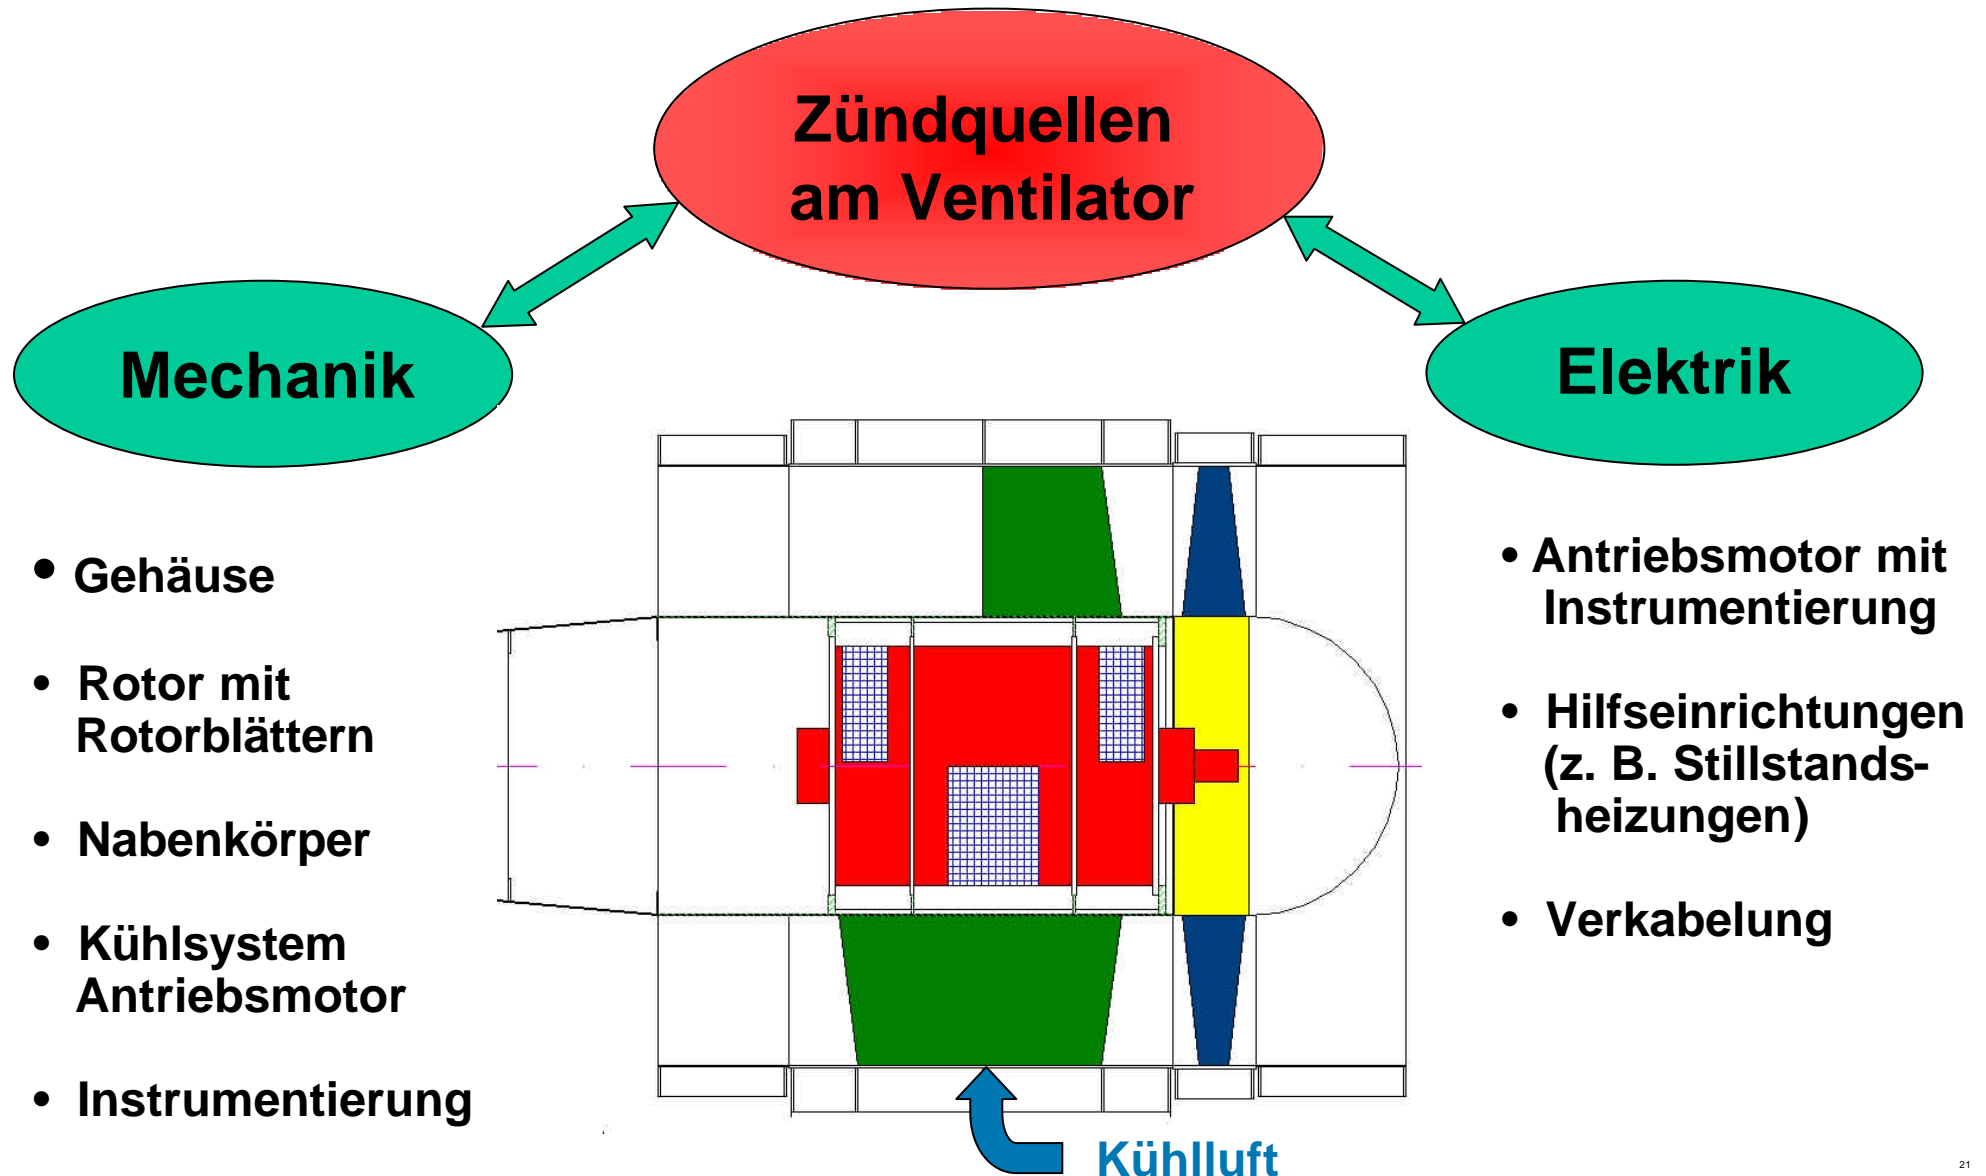 Zündquellen
am Ventilator
Mechanik
Elektrik
• Gehäuse
• Rotor mit
Rotorblättern
• Nabenkörper
• Kühlsystem
Antriebsmotor
• Instrumentierung
• Antriebsmotor mit
Instrumentierung
• Hilfseinrichtungen
(z. B. Stillstands-
heizungen)
• Verkabelung
Kühlluft
21